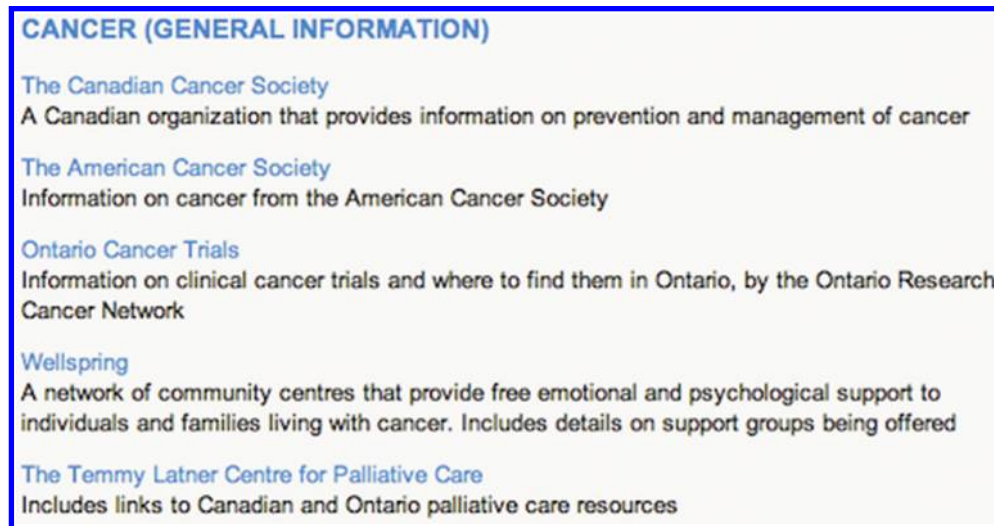 CANCER (GENERAL INFORMATION)
The Canadian Cancer Society
A Canadian organization that provides information on prevention and management of cancer
The American Cancer Society
Information on cancer from the American Cancer Society
Ontario Cancer Trials
Information on clinical cancer trials and where to find them in Ontario, by the Ontario Research
Cancer Network
Wellspring
A network of community centres that provide free emotional and psychological support to
individuals and families living with cancer. Includes details on support groups being offered
The Temmy Latner Centre for Palliative Care
Includes links to Canadian and Ontario palliative care resources